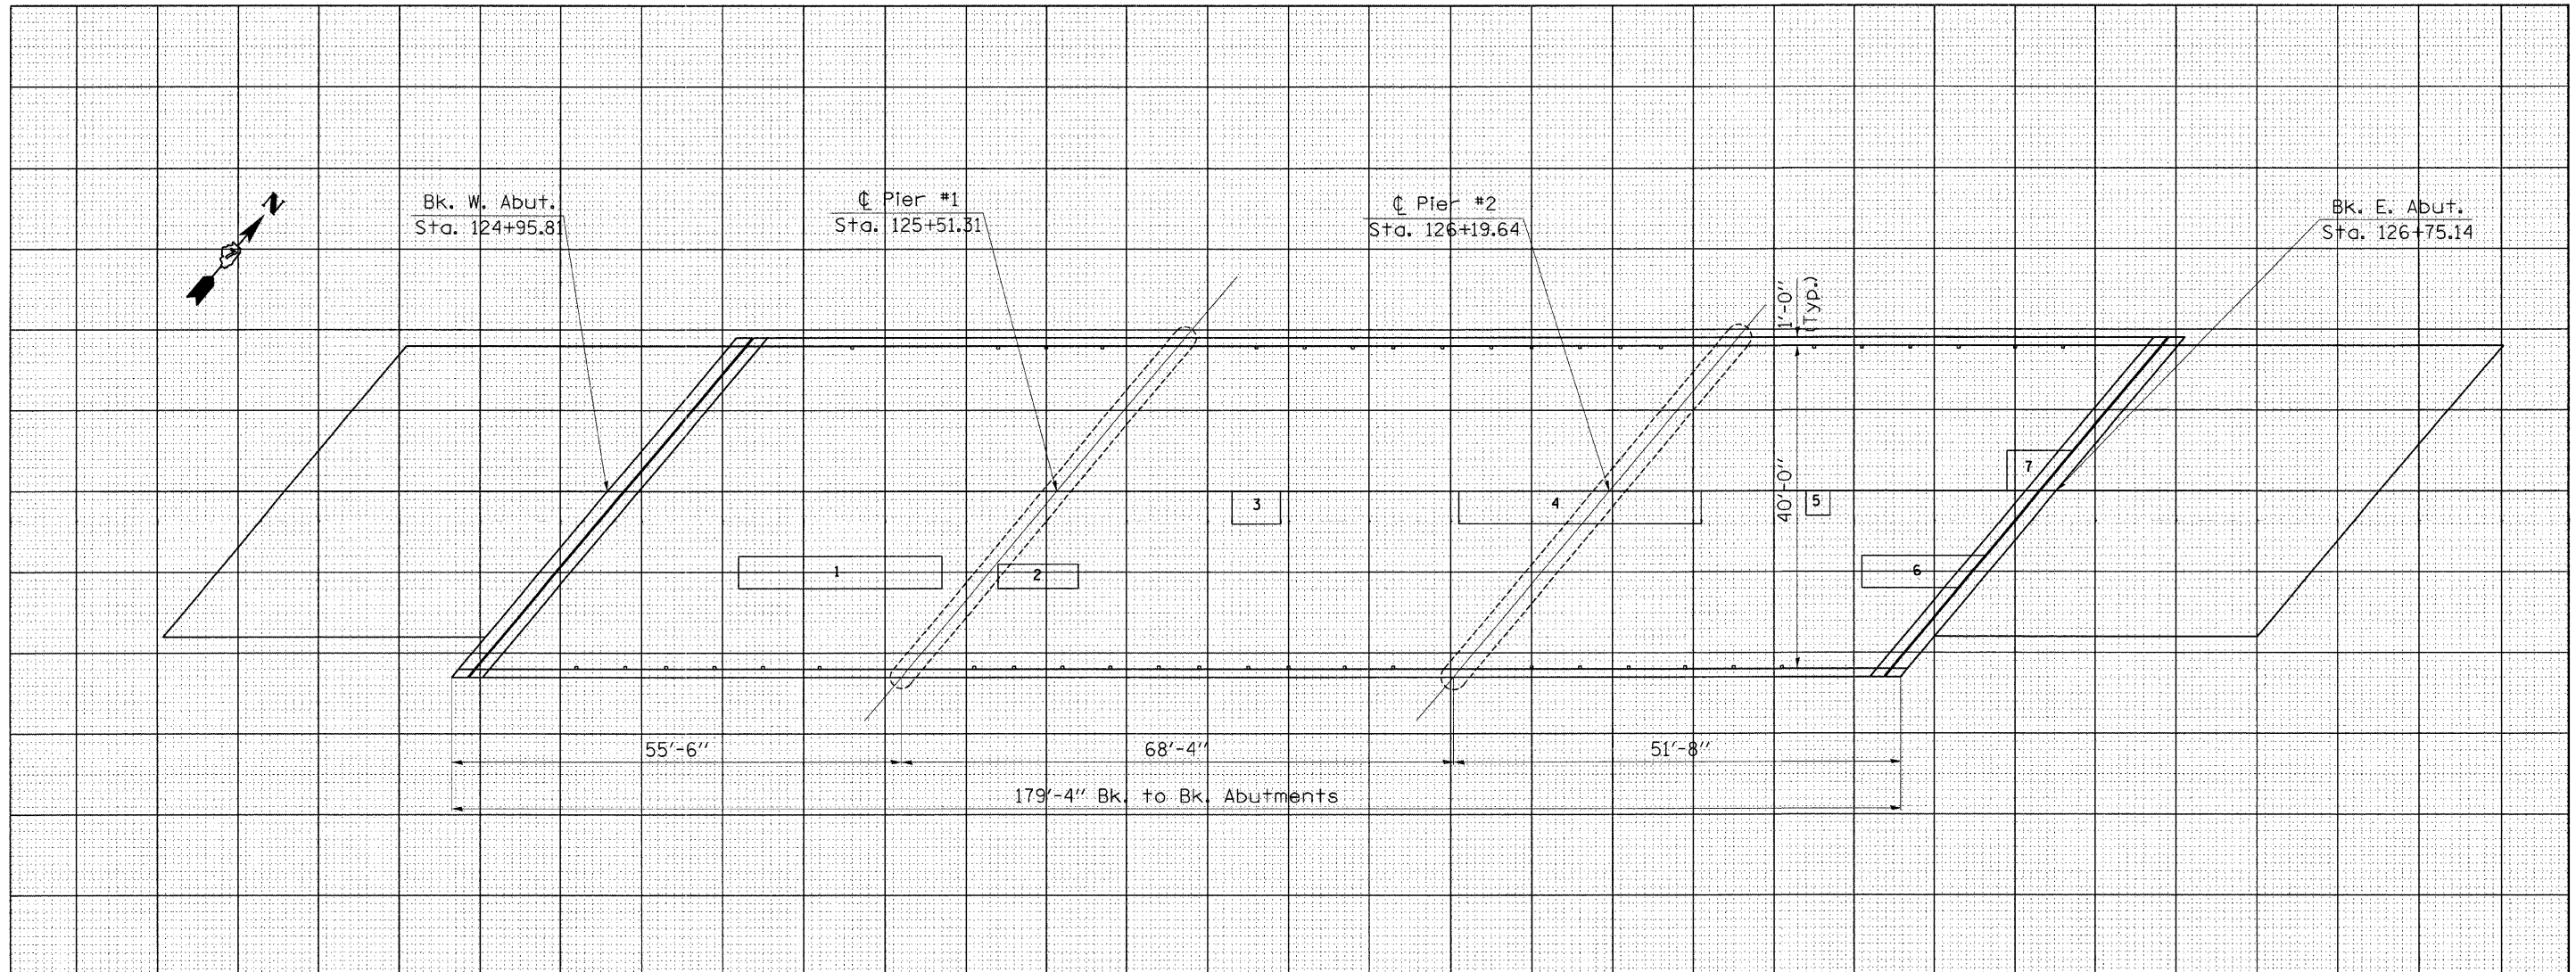 N
Bk. W. Abut.
Sta. 124+95.81
℄ Pier #1
Sta. 125+51.31
℄ Pier #2
Sta. 126+19.64
Bk. E. Abut.
Sta. 126+75.14
1'-0"
(Typ.)
40'-0"
1
2
3
4
5
6
7
55'-6"
68'-4"
51'-8"
179'-4" Bk. to Bk. Abutments